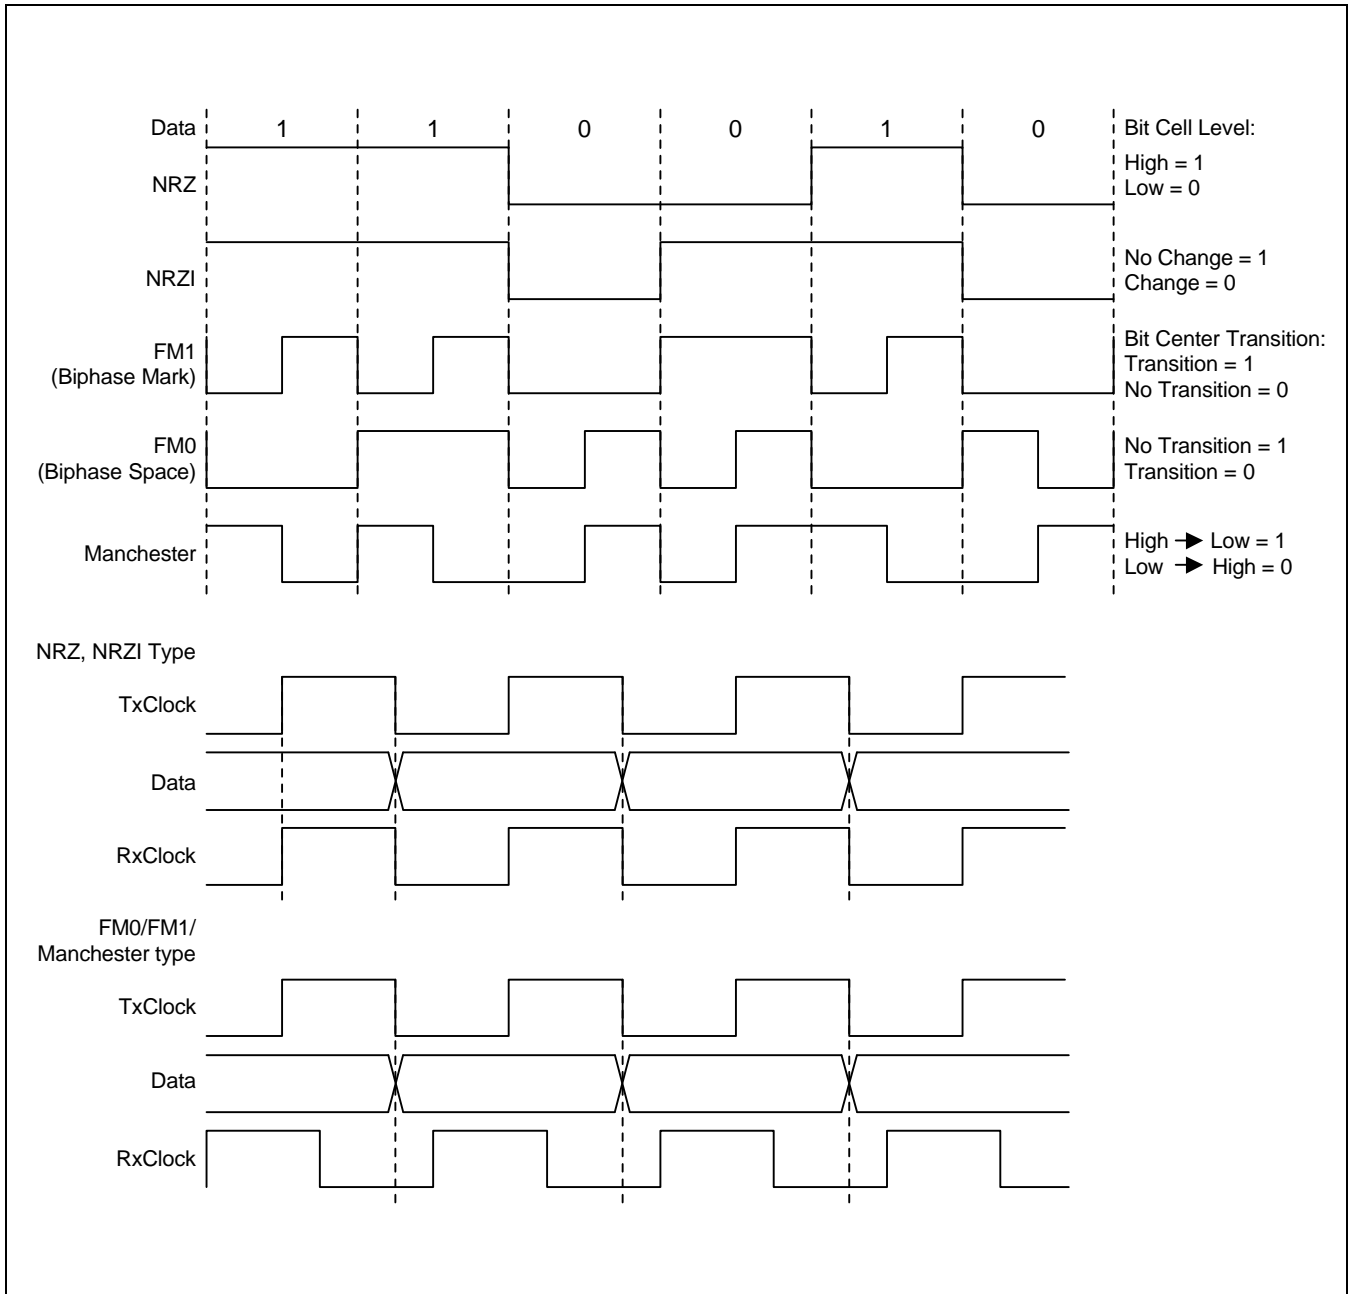 Data 1 1 0 0 1 0 Bit Cell Level:
High = 1
NRZ
Low = 0
No Change = 1
NRZI
Change = 0
Bit Center Transition:
FM1
Transition = 1
(Biphase Mark)
No Transition = 0
FM0
No Transition = 1
(Biphase Space)
Transition = 0
Manchester
High → Low = 1
Low → High = 0
NRZ, NRZI Type
TxClock
Data
RxClock
FM0/FM1/
Manchester type
TxClock
Data
RxClock